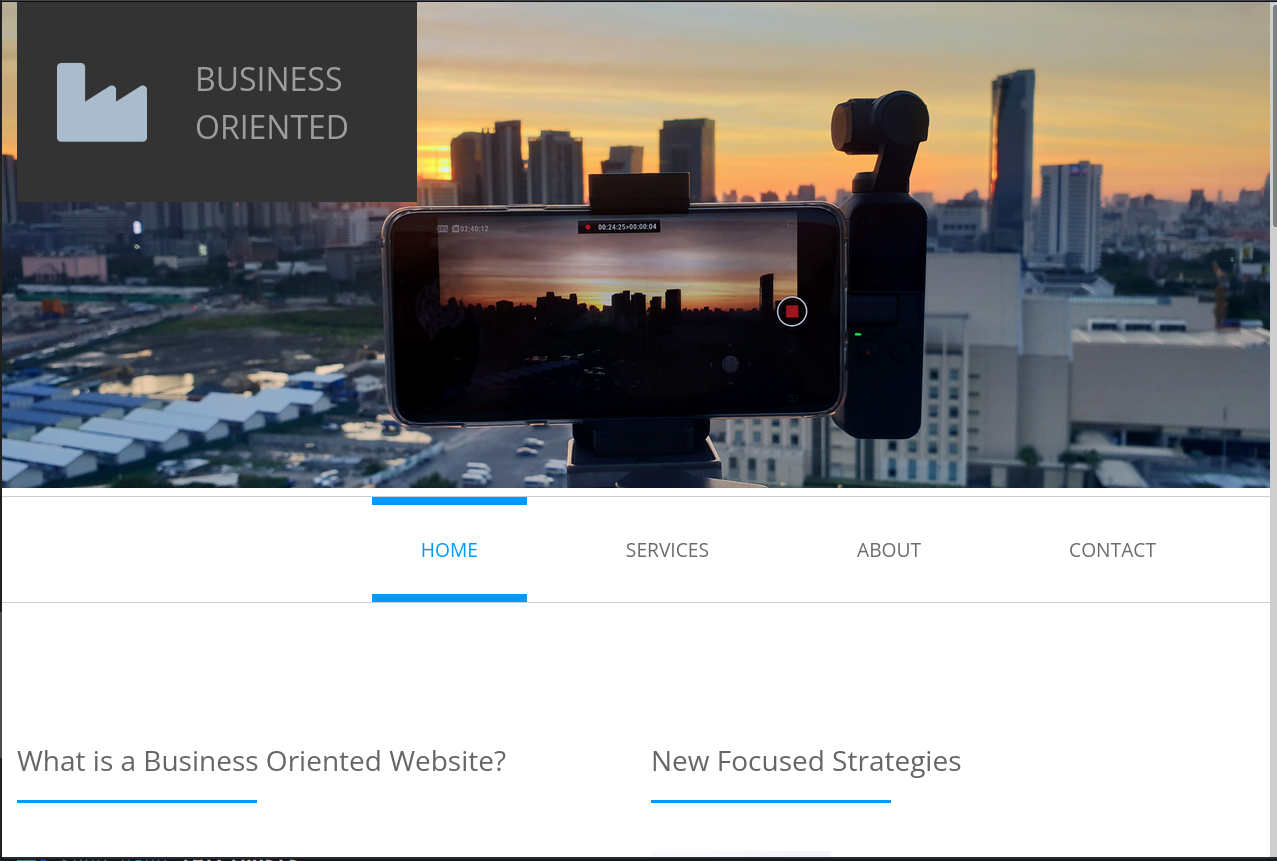 BUSINESS
ORIENTED
02:40:12
00:24:25>00:00:04
HOME
SERVICES
ABOUT
CONTACT
What is a Business Oriented Website?
New Focused Strategies